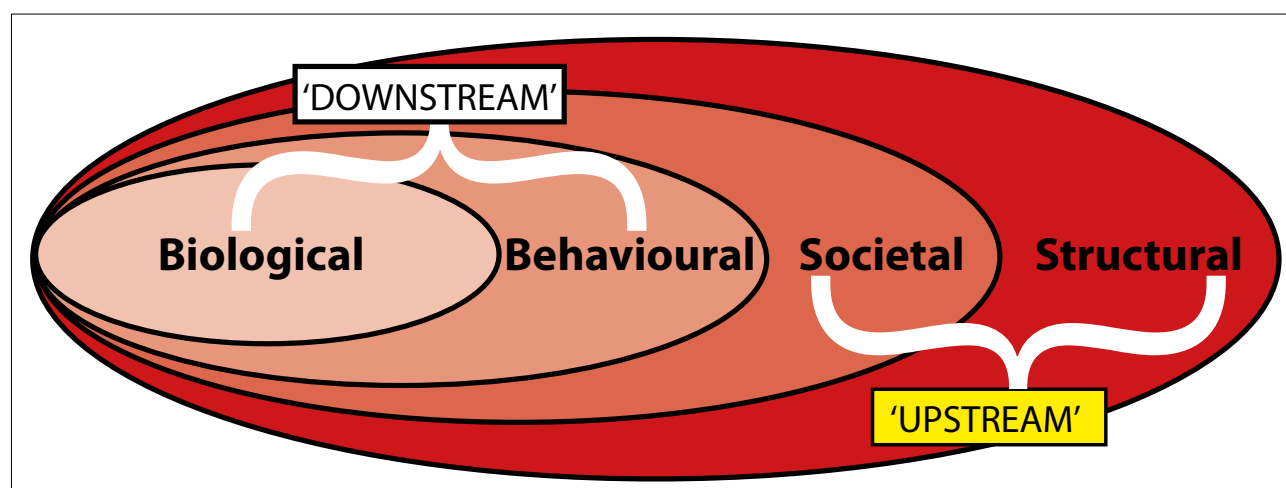 ‘DOWNSTREAM’
Biological Behavioural Societal Structural
‘UPSTREAM’